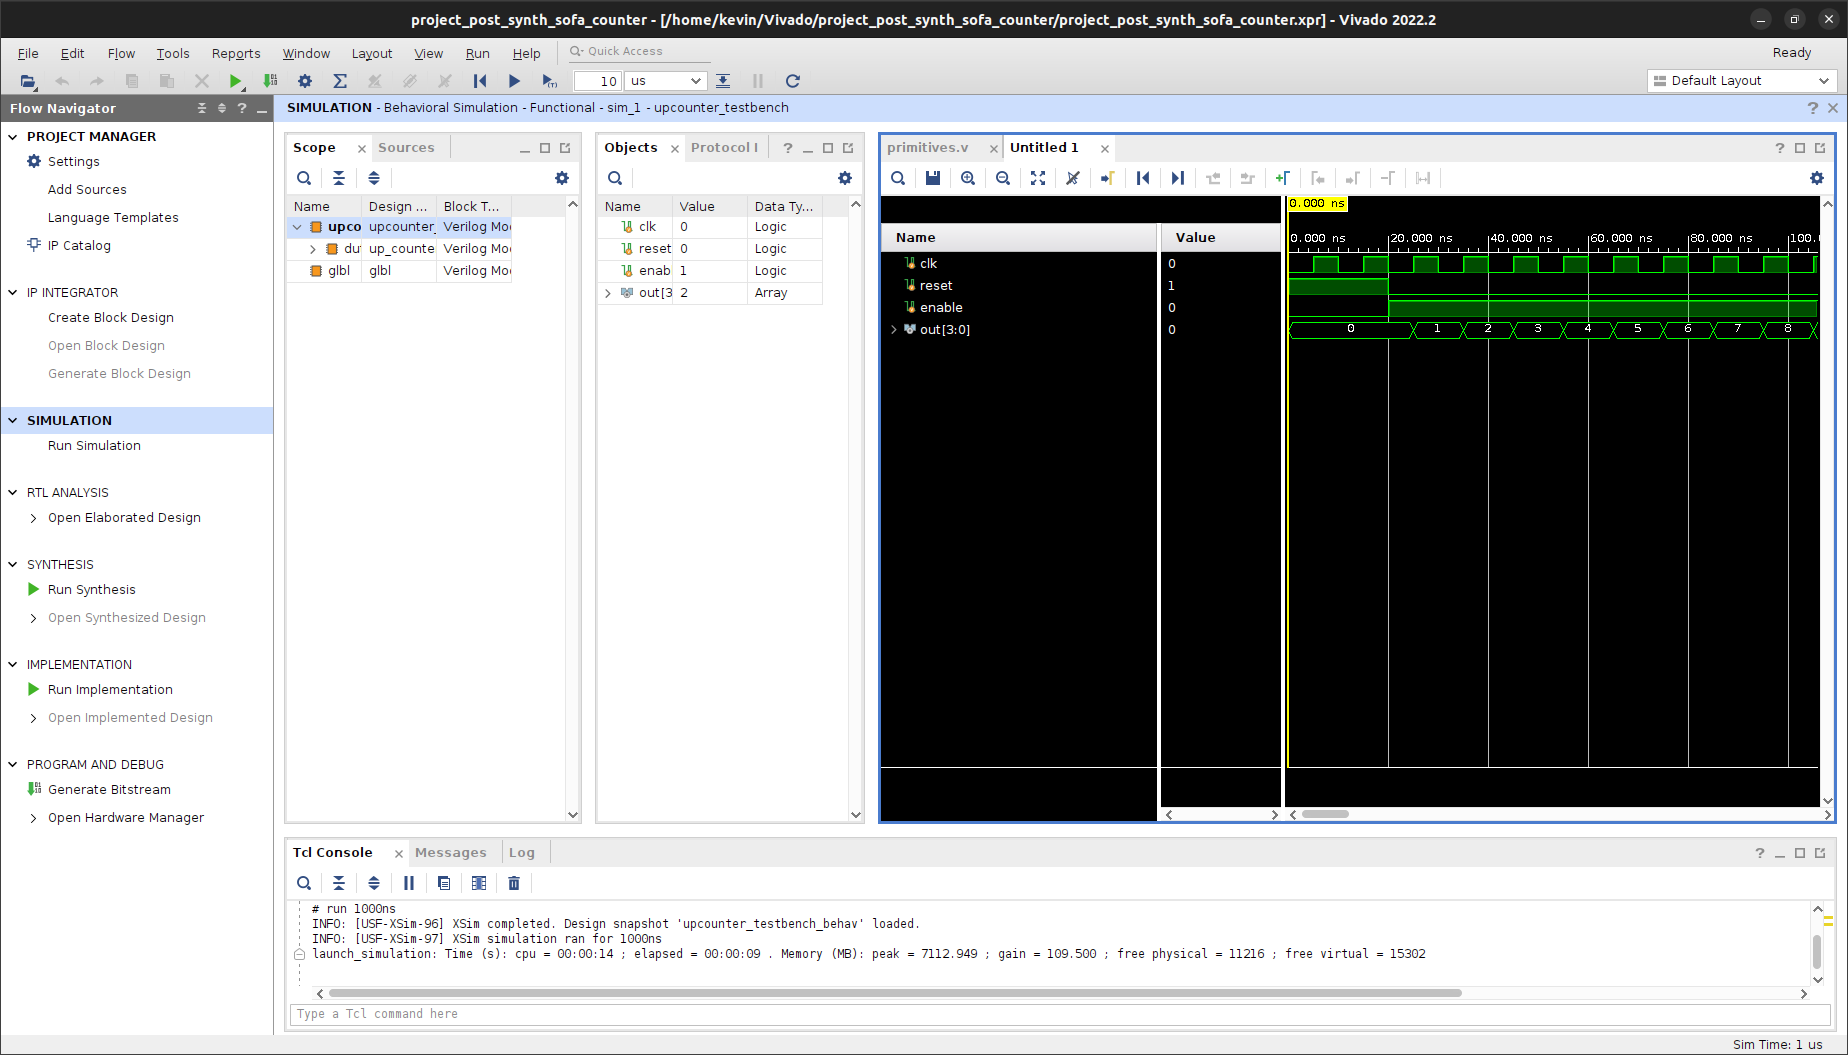 project_post_synth_sofa_counter - [/home/kevin/Vivado/project_post_synth_sofa_counter/project_post_synth_sofa_counter.xpr] - Vivado 2022.2
File Edit Flow Tools Reports Window Layout View Run Help Quick Access Ready
10 us Default Layout
Flow Navigator
SIMULATION - Behavioral Simulation - Functional - sim_1 - upcounter_testbench
PROJECT MANAGER
Settings
Add Sources
Language Templates
IP Catalog
IP INTEGRATOR
Create Block Design
Open Block Design
Generate Block Design
SIMULATION
Run Simulation
RTL ANALYSIS
Open Elaborated Design
SYNTHESIS
Run Synthesis
Open Synthesized Design
IMPLEMENTATION
Run Implementation
Open Implemented Design
PROGRAM AND DEBUG
Generate Bitstream
Open Hardware Manager
Scope Sources
Name Design ... Block T...
upco upcounter_ Verilog Mo
du up_counte Verilog Mo
glbl glbl Verilog Mo
Objects Protocol I
Name Value Data Ty...
clk 0 Logic
reset 0 Logic
enab 1 Logic
out[3 2 Array
primitives.v Untitled 1
0.000 ns
Name Value
0.000 ns 20.000 ns 40.000 ns 60.000 ns 80.000 ns 100.
clk 0
reset 1
enable 0
out[3:0] 0
0 1 2 3 4 5 6 7 8
Tcl Console Messages Log
# run 1000ns
INFO: [USF-XSim-96] XSim completed. Design snapshot 'upcounter_testbench_behav' loaded.
INFO: [USF-XSim-97] XSim simulation ran for 1000ns
launch_simulation: Time (s): cpu = 00:00:14 ; elapsed = 00:00:09 . Memory (MB): peak = 7112.949 ; gain = 109.500 ; free physical = 11216 ; free virtual = 15302
Type a Tcl command here
Sim Time: 1 us